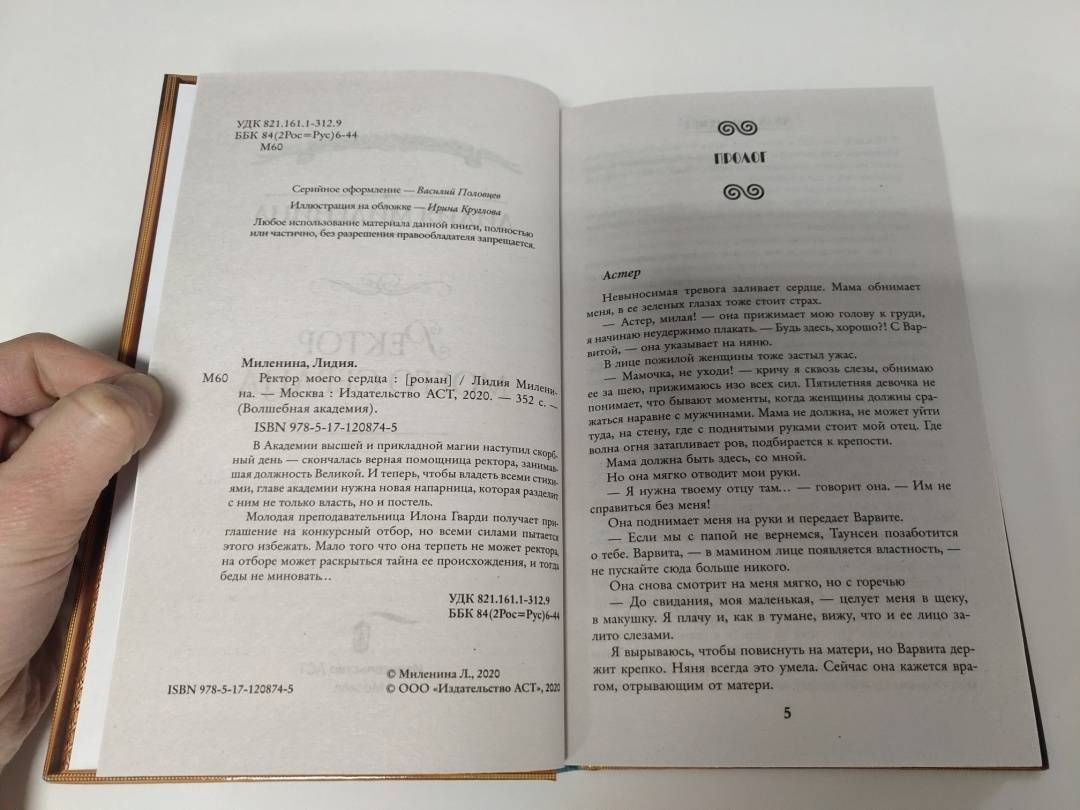 УДК 821.161.1-312.9
ББК 84(2Рос=Рус)6-44
М60
Серийное оформление — Василий Половцев
Иллюстрация на обложке — Ирина Круглова
Любое использование материала данной книги, полностью
или частично, без разрешения правообладателя запрещается.
Миленина, Лидия.
М60 Ректор моего сердца : [роман] / Лидия Милени-
на. — Москва : Издательство АСТ, 2020. — 352 с. —
(Волшебная академия).
ISBN 978-5-17-120874-5
В Академии высшей и прикладной магии наступил скорб-
ный день — скончалась верная помощница ректора, занимав-
шая должность Великой. И теперь, чтобы владеть всеми стихи-
ями, главе академии нужна новая напарница, которая разделит
с ним не только власть, но и постель.
Молодая преподавательница Илона Гварди получает при-
глашение на конкурсный отбор, но всеми силами пытается
этого избежать. Мало того что она терпеть не может ректора,
на отборе может раскрыться тайна ее происхождения, и тогда
беды не миновать...
УДК 821.161.1-312.9
ББК 84(2Рос=Рус)6-44
© Миленина Л., 2020
ISBN 978-5-17-120874-5 © ООО «Издательство АСТ», 2020
ПРОЛОГ
Астер
Невыносимая тревога заливает сердце. Мама обнимает
меня, в ее зеленых глазах тоже стоит страх.
— Астер, милая! — она прижимает мою голову к груди,
я начинаю неудержимо плакать. — Будь здесь, хорошо?! С Вар-
витой, — она указывает на няню.
В лице пожилой женщины тоже застыл ужас.
— Мамочка, не уходи! — кричу я сквозь слезы, обнимаю
ее за шею, прижимаюсь изо всех сил. Пятилетняя девочка не
понимает, что бывают моменты, когда женщины должны сра-
жаться наравне с мужчинами. Мама не должна, не может уйти
туда, на стену, где с поднятыми руками стоит мой отец. Где
волна огня затапливает ров, подбирается к крепости.
Мама должна быть здесь, со мной.
Но она мягко отводит мои руки.
— Я нужна твоему отцу там... — говорит она. — Им не
справиться без меня!
Она поднимает меня на руки и передает Варвите.
— Если мы с папой не вернемся, Таунсен позаботится
о тебе. Варвита, — в мамином лице появляется властность, —
не пускайте сюда больше никого.
Она снова смотрит на меня мягко, но с горечью
— До свидания, моя маленькая, — целует меня в щеку,
в макушку. Я плачу и, как в тумане, вижу, что и ее лицо за-
лито слезами.
Я вырываюсь, чтобы повиснуть на матери, но Варвита дер-
жит крепко. Няня всегда это умела. Сейчас она кажется вра-
гом, отрывающим от матери.
5